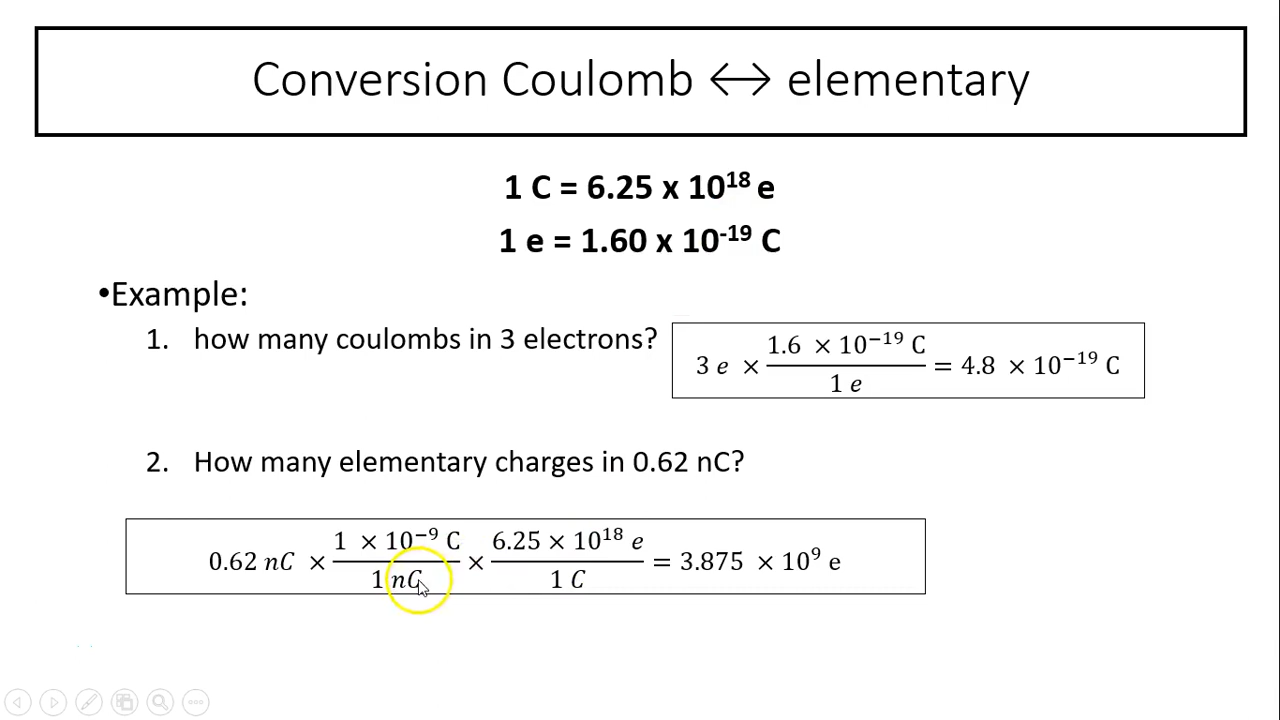 Conversion Coulomb ↔ elementary
1 C = 6.25 x 10¹⁸ e
1 e = 1.60 x 10⁻¹⁹ C
•Example:
1. how many coulombs in 3 electrons?
3 e × (1.6 × 10⁻¹⁹ C)/(1 e) = 4.8 × 10⁻¹⁹ C
2. How many elementary charges in 0.62 nC?
0.62 nC × (1 × 10⁻⁹ C)/(1 nC) × (6.25 × 10¹⁸ e)/(1 C) = 3.875 × 10⁹ e